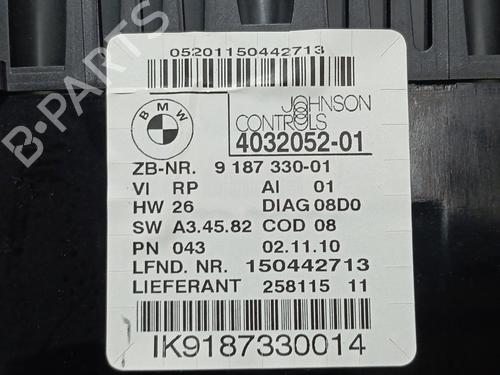 05201150442713
BMW
JOHNSON
CONTROLS
4032052-01
ZB-NR. 9 187 330-01
VI RP AI 01
HW 26 DIAG 08D0
SW A3.45.82 COD 08
PN 043 02.11.10
LFND. NR. 150442713
LIEFERANT 258115 11
IK9187330014
B-PARTS